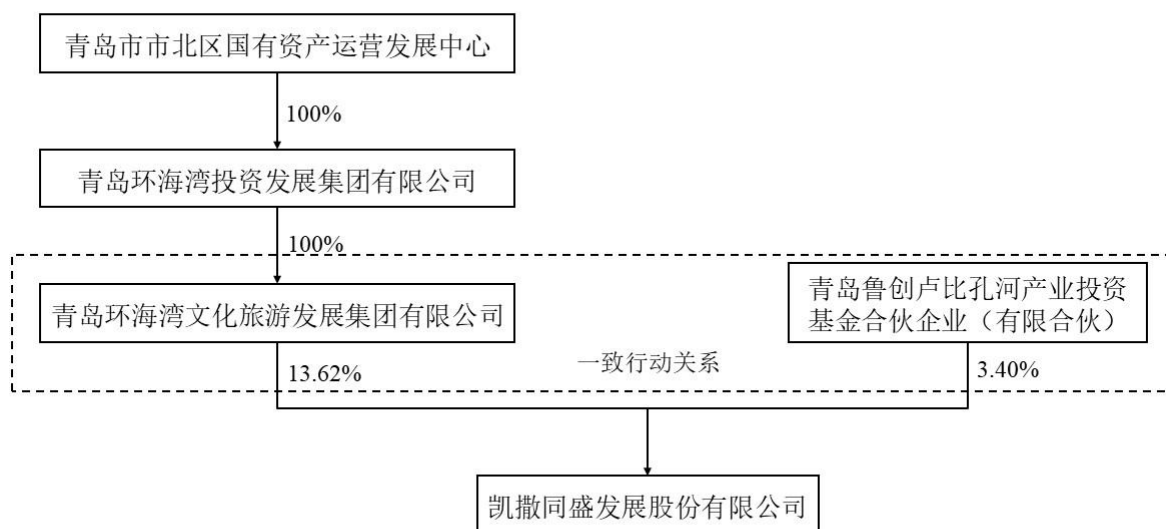 青岛市市北区国有资产运营发展中心
100%
青岛环海湾投资发展集团有限公司
100%
青岛环海湾文化旅游发展集团有限公司
青岛鲁创卢比孔河产业投资
基金合伙企业（有限合伙）
一致行动关系
13.62%
3.40%
凯撒同盛发展股份有限公司